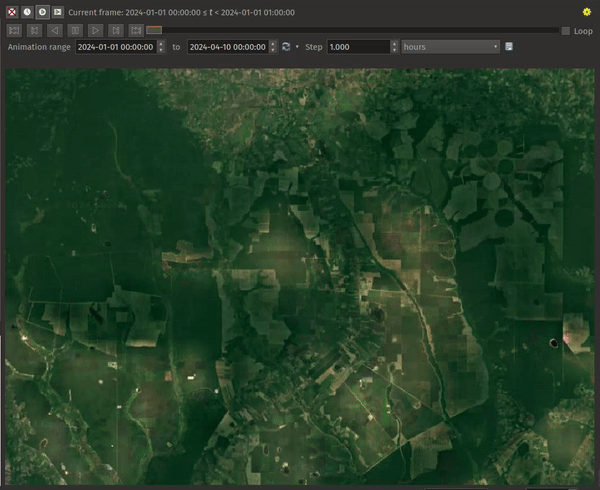 Current frame: 2024-01-01 00:00:00 ≤ t < 2024-01-01 01:00:00
Loop
Animation range 2024-01-01 00:00:00 to 2024-04-10 00:00:00 Step 1.000 hours